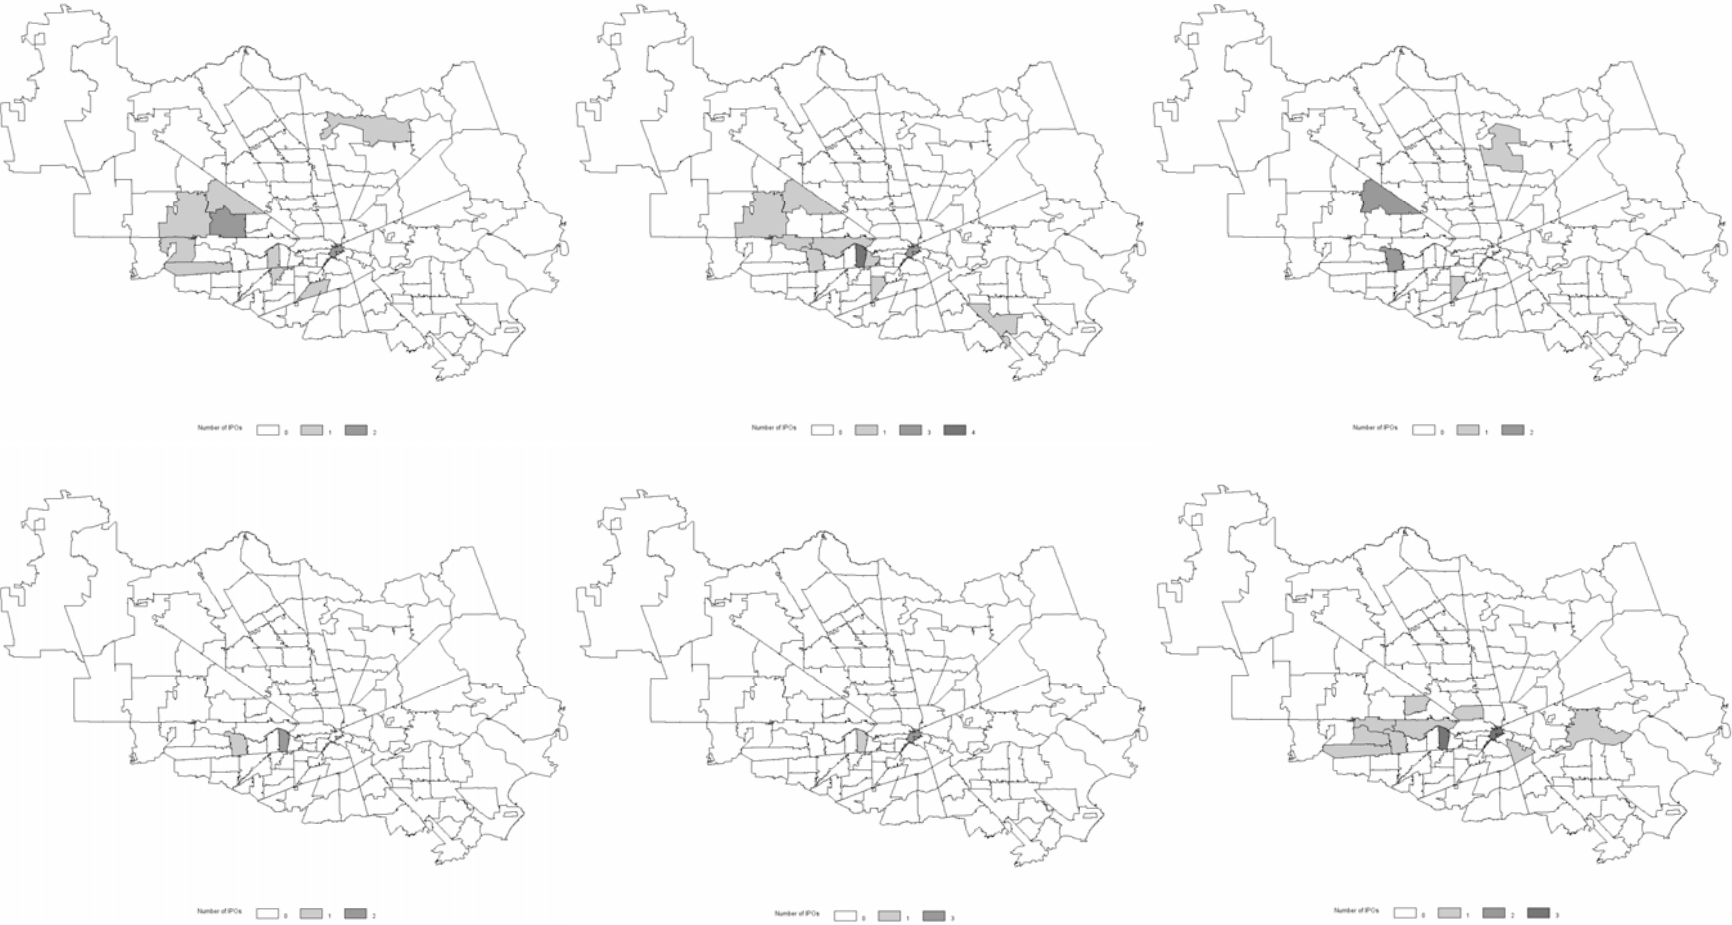 Number of IPOs 0 1 2
Number of IPOs 0 1 3 4
Number of IPOs 0 1 2
Number of IPOs 0 1 2
Number of IPOs 0 1 3
Number of IPOs 0 1 2 3